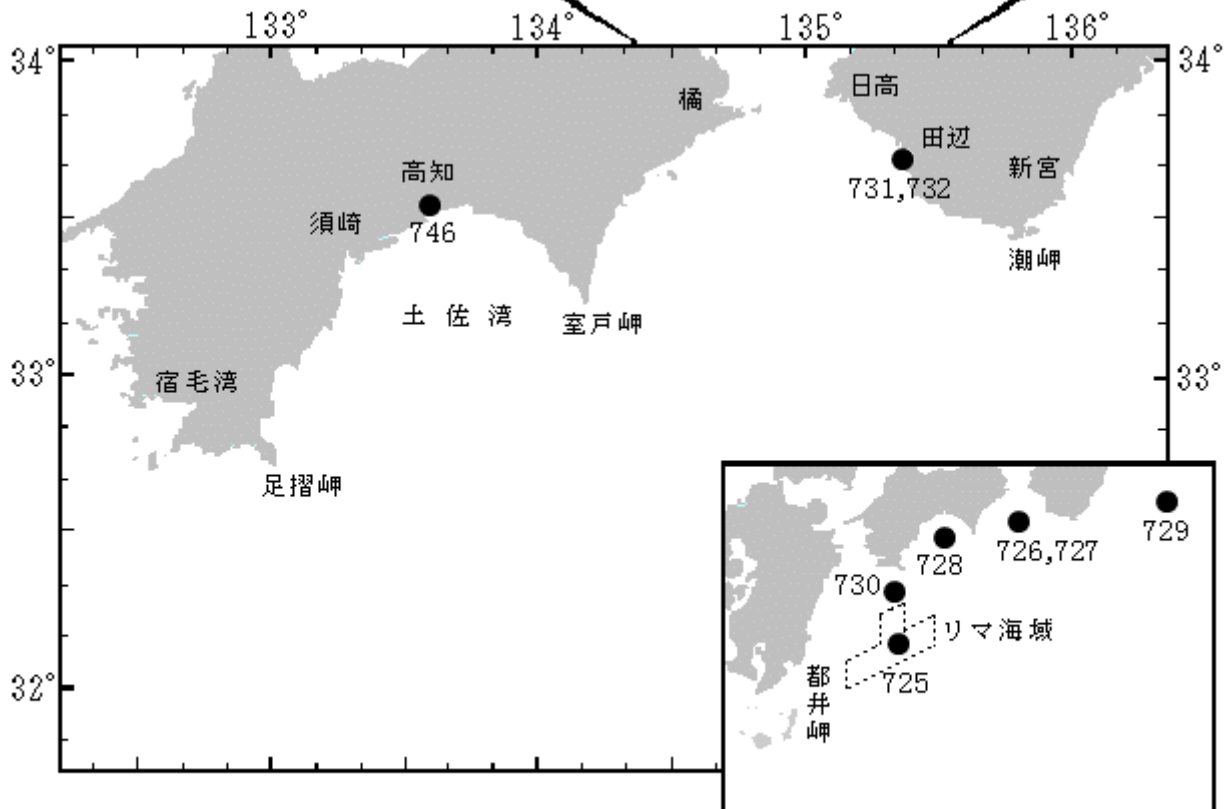 133° 134° 135° 136°
34° 34°
橘
日高
田辺
高知
新宮
731,732
須崎
746
潮岬
土佐湾
室戸岬
33° 33°
宿毛湾
足摺岬
729
726,727
728
730
リマ海域
725
都井岬
32°